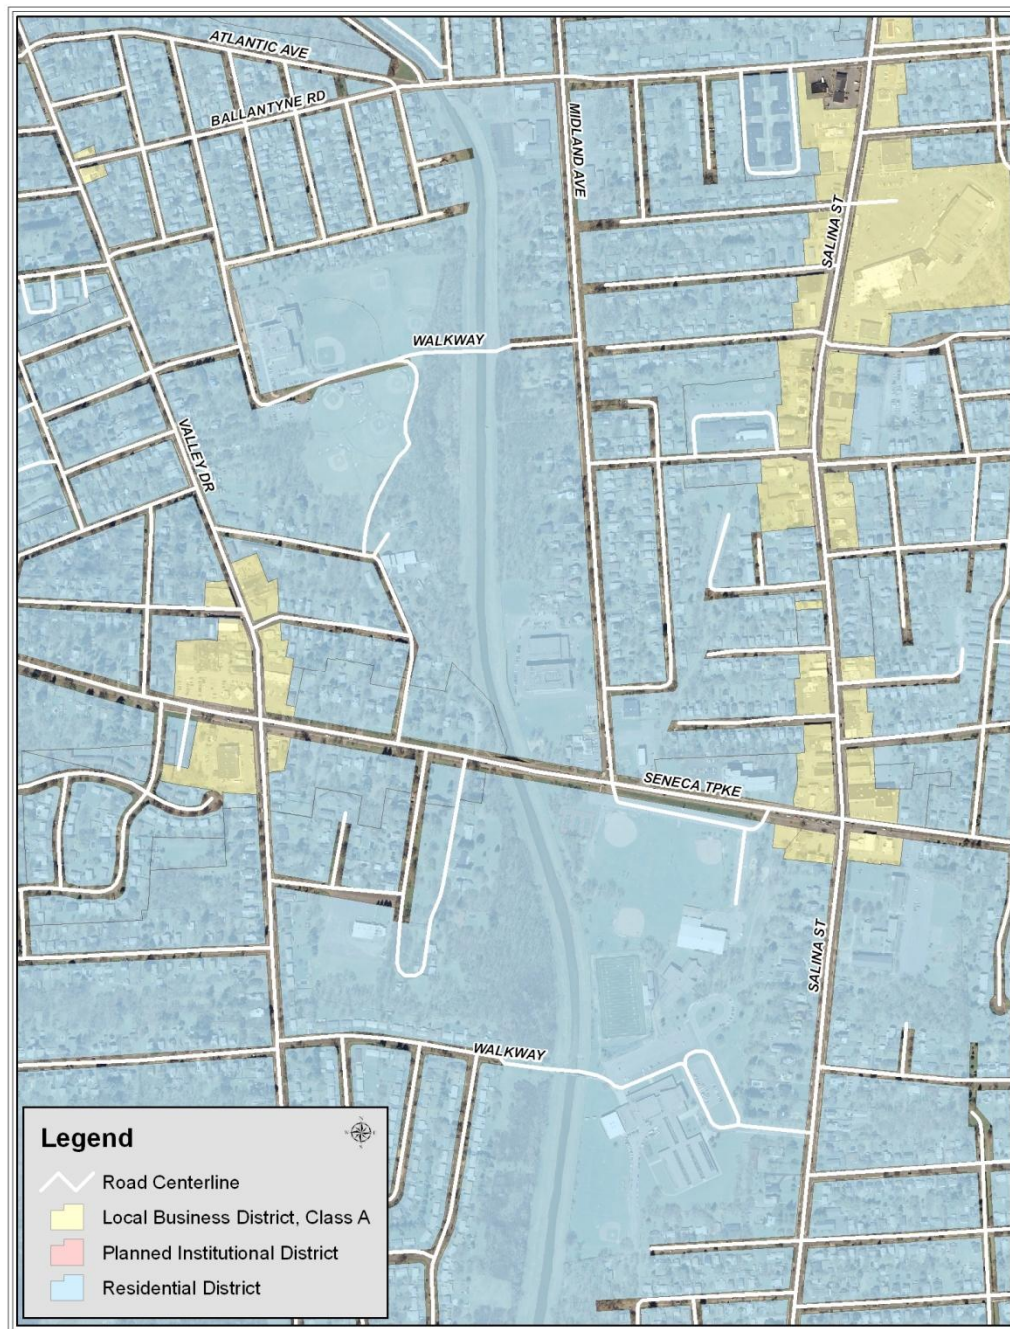 ATLANTIC AVE
BALLANTYNE RD
MIDLAND AVE
SALINA ST
WALKWAY
VALLEY DR
SENECA TPKE
SALINA ST
WALKWAY
Legend
Road Centerline
Local Business District, Class A
Planned Institutional District
Residential District